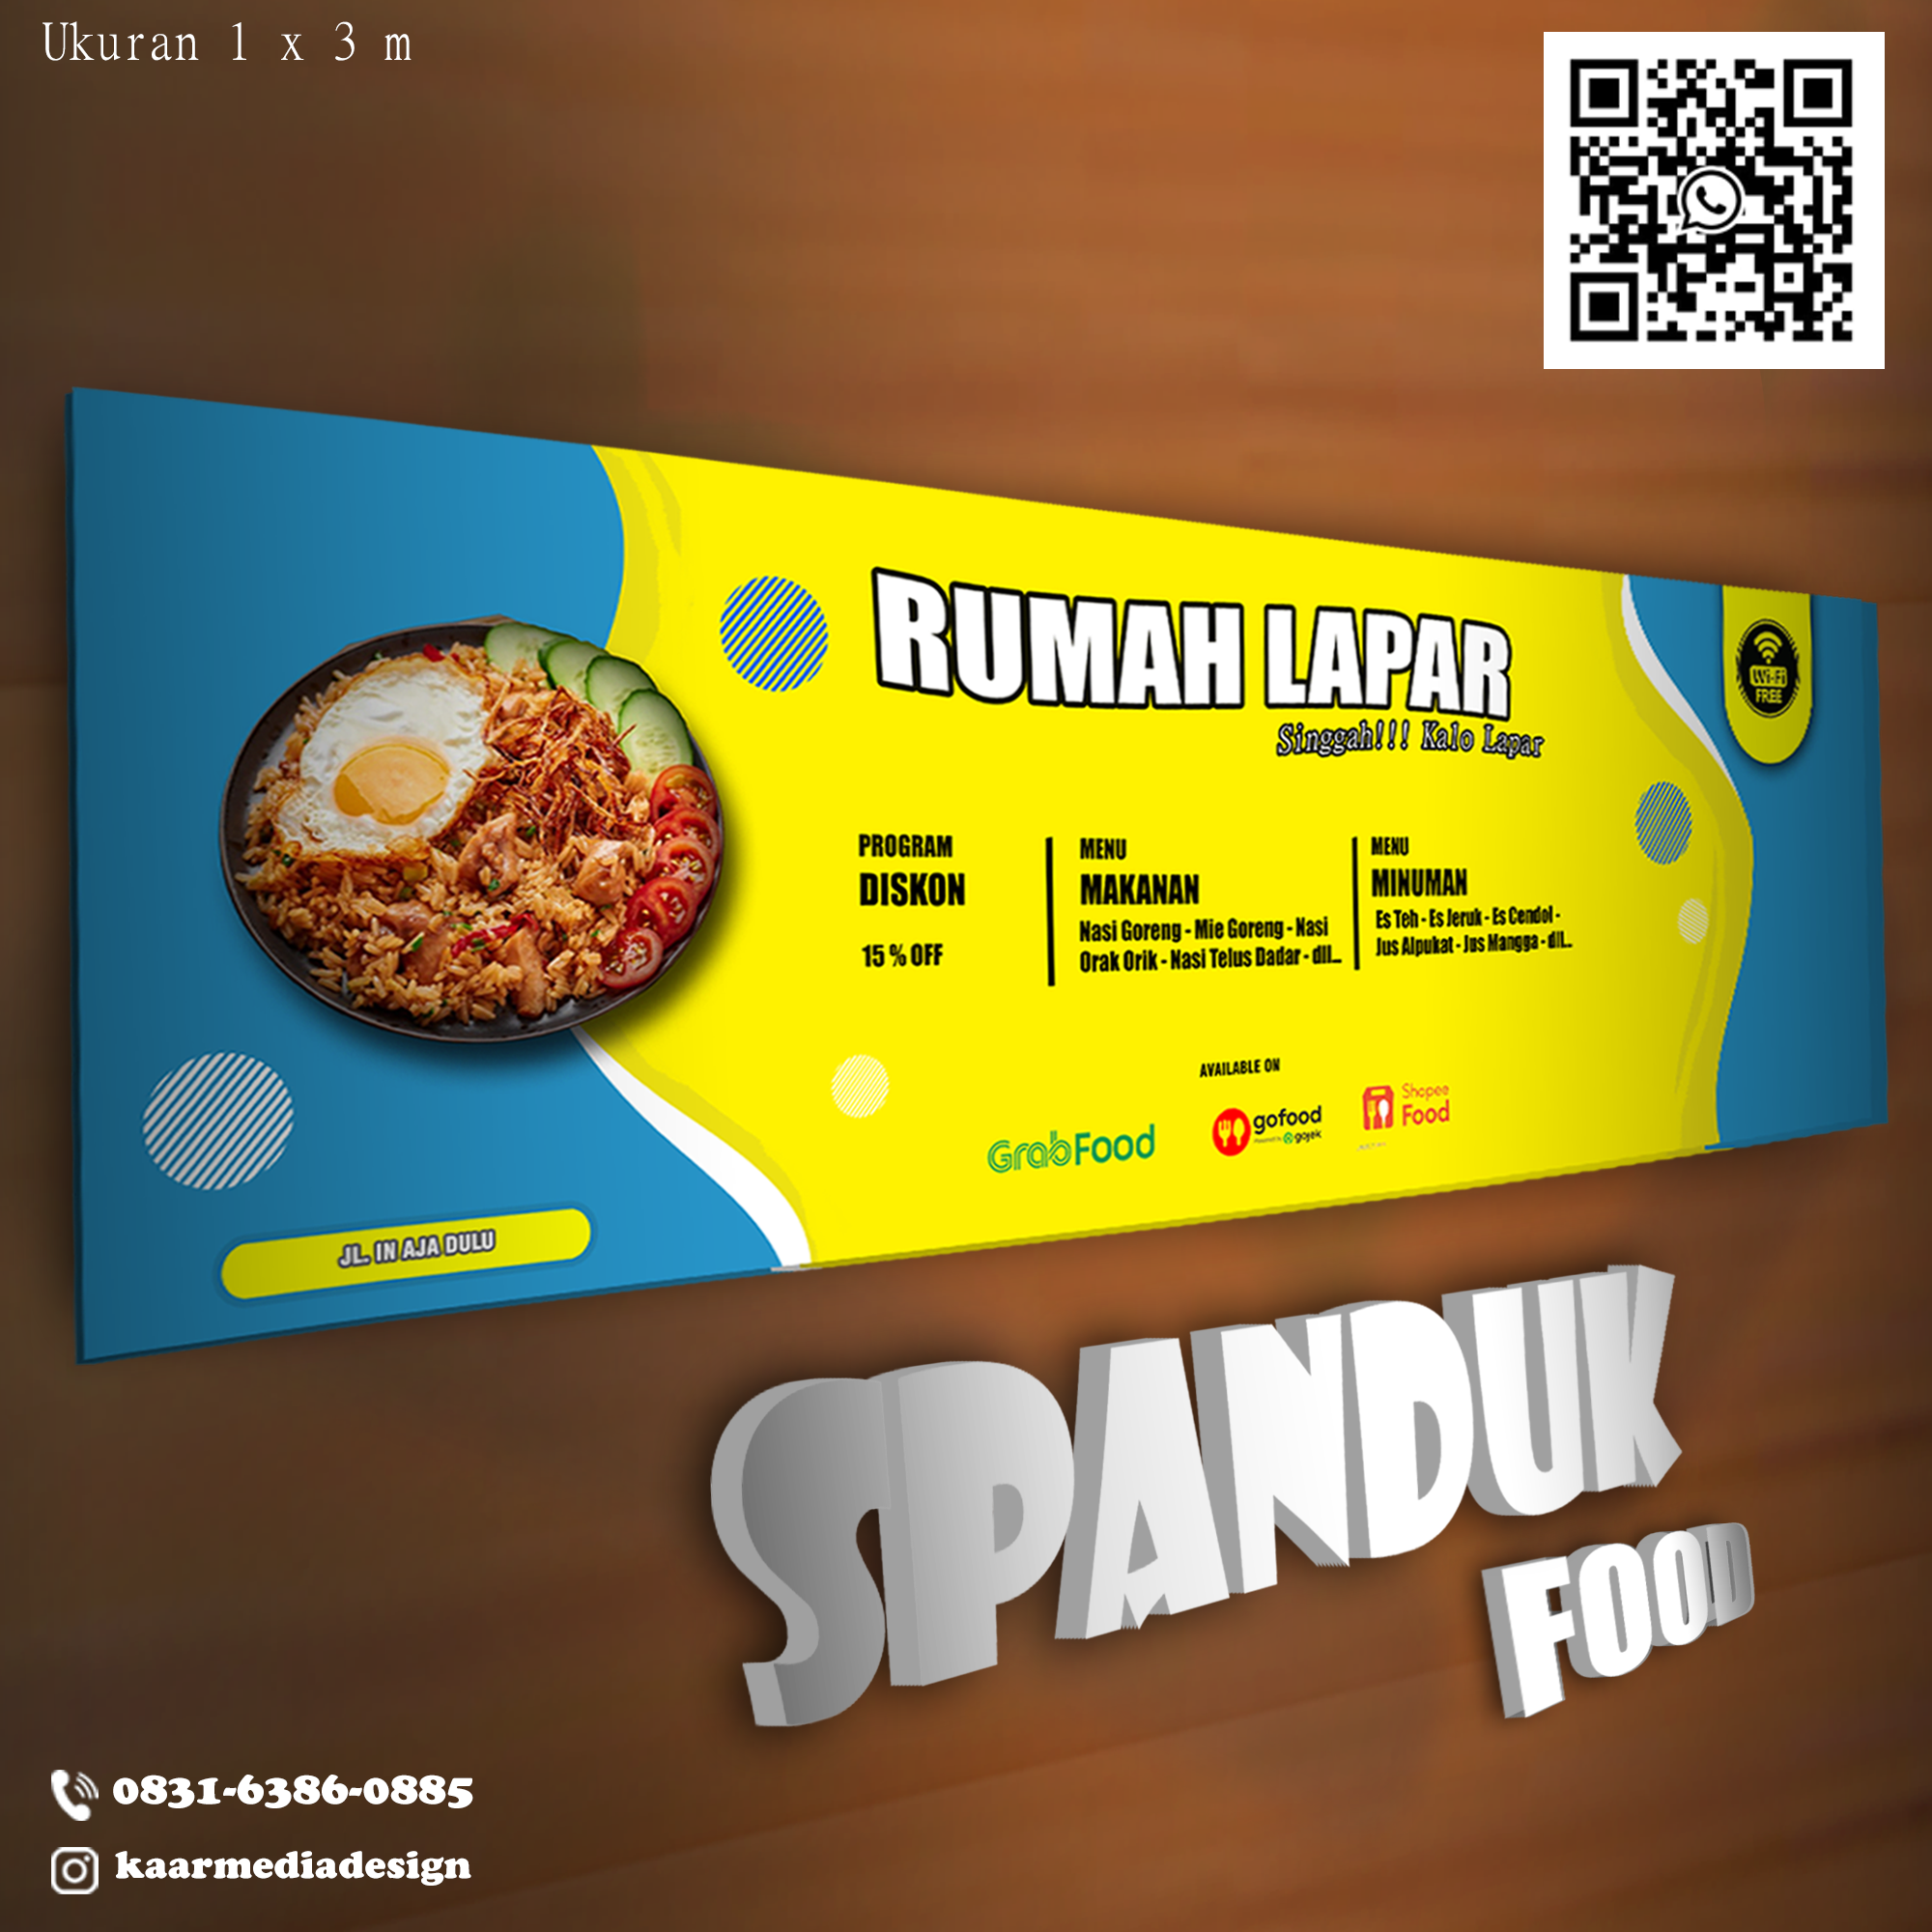 Ukuran 1 x 3 m
RUMAH LAPAR
Singgah!!! Kalo Lapar
Wi-Fi
FREE
PROGRAM
DISKON
15 % OFF
MENU
MAKANAN
Nasi Goreng - Mie Goreng - Nasi
Orak Orik - Nasi Telus Dadar - dll...
MENU
MINUMAN
Es Teh - Es Jeruk - Es Cendol -
Jus Alpukat - Jus Mangga - dll...
AVAILABLE ON
GrabFood
gofood
Powered by gojek
Shopee
Food
JL. IN AJA DULU
SPANDUK
FOOD
0831-6386-0885
kaarmediadesign